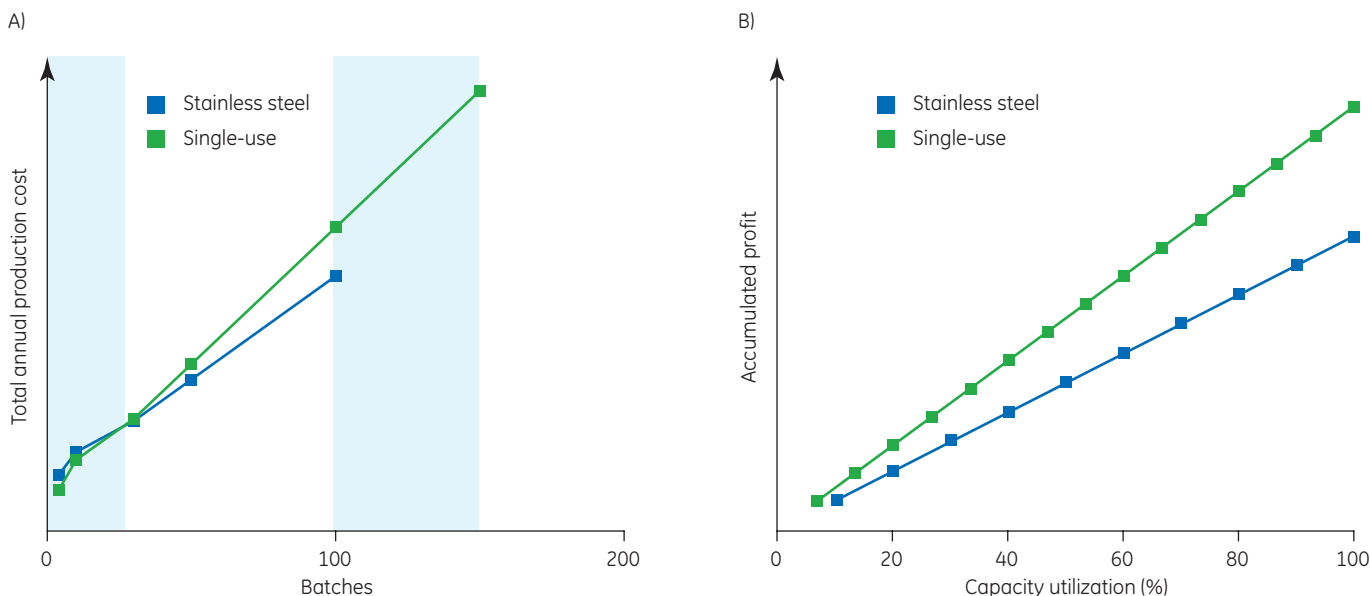 A)
Stainless steel
Single-use
Total annual production cost
0
100
200
Batches
B)
Stainless steel
Single-use
Accumulated profit
0
20
40
60
80
100
Capacity utilization (%)